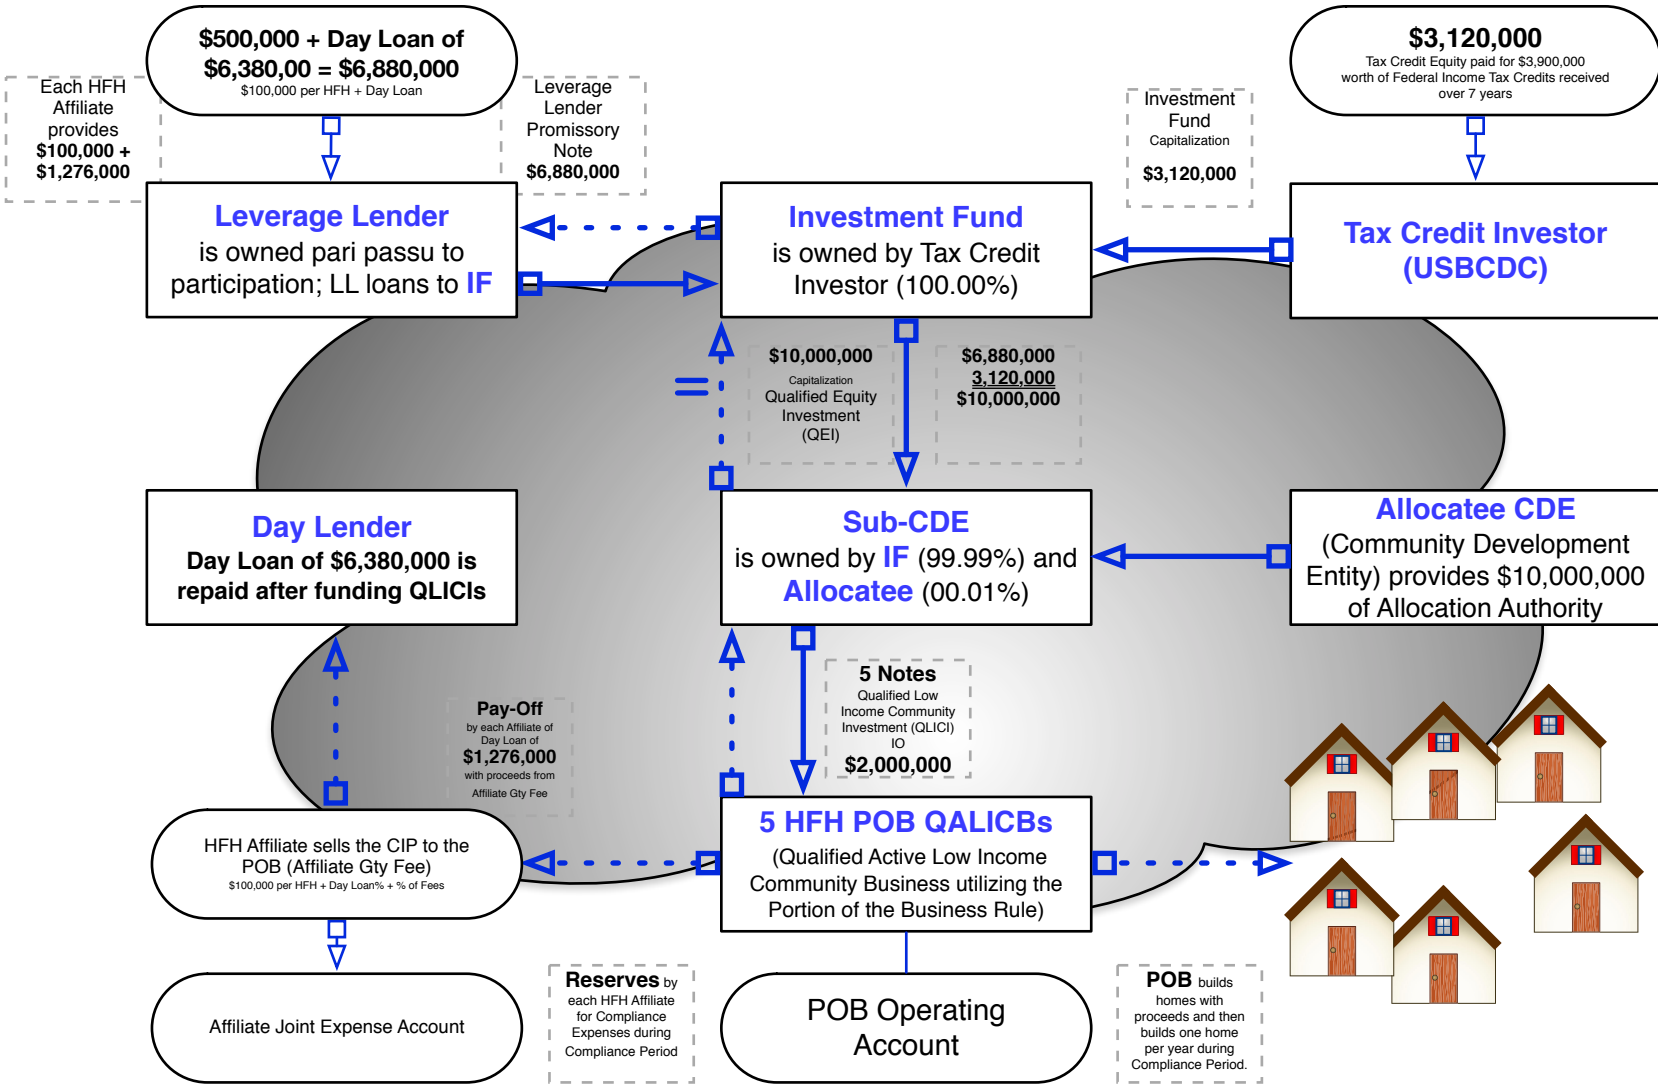 $500,000 + Day Loan of
$6,380,00 = $6,880,000
$100,000 per HFH + Day Loan
$3,120,000
Tax Credit Equity paid for $3,900,000
worth of Federal Income Tax Credits received
over 7 years
Each HFH
Affiliate
provides
$100,000 +
$1,276,000
Leverage
Lender
Promissory
Note
$6,880,000
Investment
Fund
Capitalization
$3,120,000
Leverage Lender
is owned pari passu to
participation; LL loans to IF
Investment Fund
is owned by Tax Credit
Investor (100.00%)
Tax Credit Investor
(USBCDC)
=
$10,000,000
Capitalization
Qualified Equity
Investment
(QEI)
$6,880,000
3,120,000
$10,000,000
Day Lender
Day Loan of $6,380,000 is
repaid after funding QLICIs
Sub-CDE
is owned by IF (99.99%) and
Allocatee (00.01%)
Allocatee CDE
(Community Development
Entity) provides $10,000,000
of Allocation Authority
Pay-Off
by each Affiliate of
Day Loan of
$1,276,000
with proceeds from
Affiliate Gty Fee
5 Notes
Qualified Low
Income Community
Investment (QLICI)
IO
$2,000,000
HFH Affiliate sells the CIP to the
POB (Affiliate Gty Fee)
$100,000 per HFH + Day Loan% + % of Fees
5 HFH POB QALICBs
(Qualified Active Low Income
Community Business utilizing the
Portion of the Business Rule)
Affiliate Joint Expense Account
Reserves by
each HFH Affiliate
for Compliance
Expenses during
Compliance Period
POB Operating
Account
POB builds
homes with
proceeds and then
builds one home
per year during
Compliance Period.